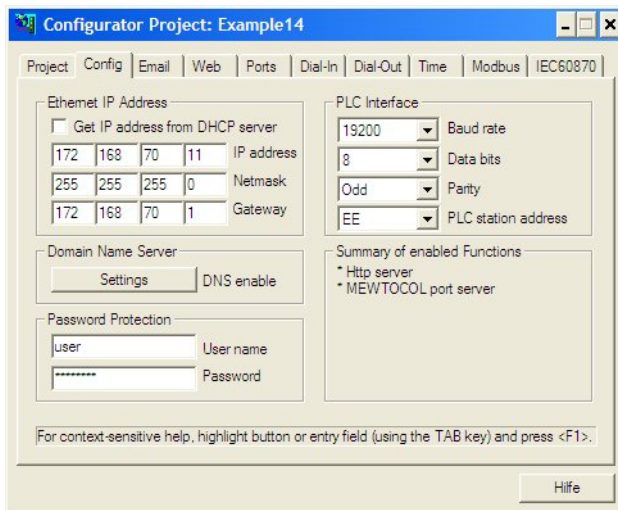 Configurator Project: Example14
Project Config Email Web Ports Dial-In Dial-Out Time Modbus IEC60870
Ethernet IP Address
Get IP address from DHCP server
172 168 70 11 IP address
255 255 255 0 Netmask
172 168 70 1 Gateway
Domain Name Server
Settings DNS enable
Password Protection
user User name
******** Password
PLC Interface
19200 Baud rate
8 Data bits
Odd Parity
EE PLC station address
Summary of enabled Functions
* Http server
* MEWTOCOL port server
For context-sensitive help, highlight button or entry field (using the TAB key) and press <F1>.
Hilfe